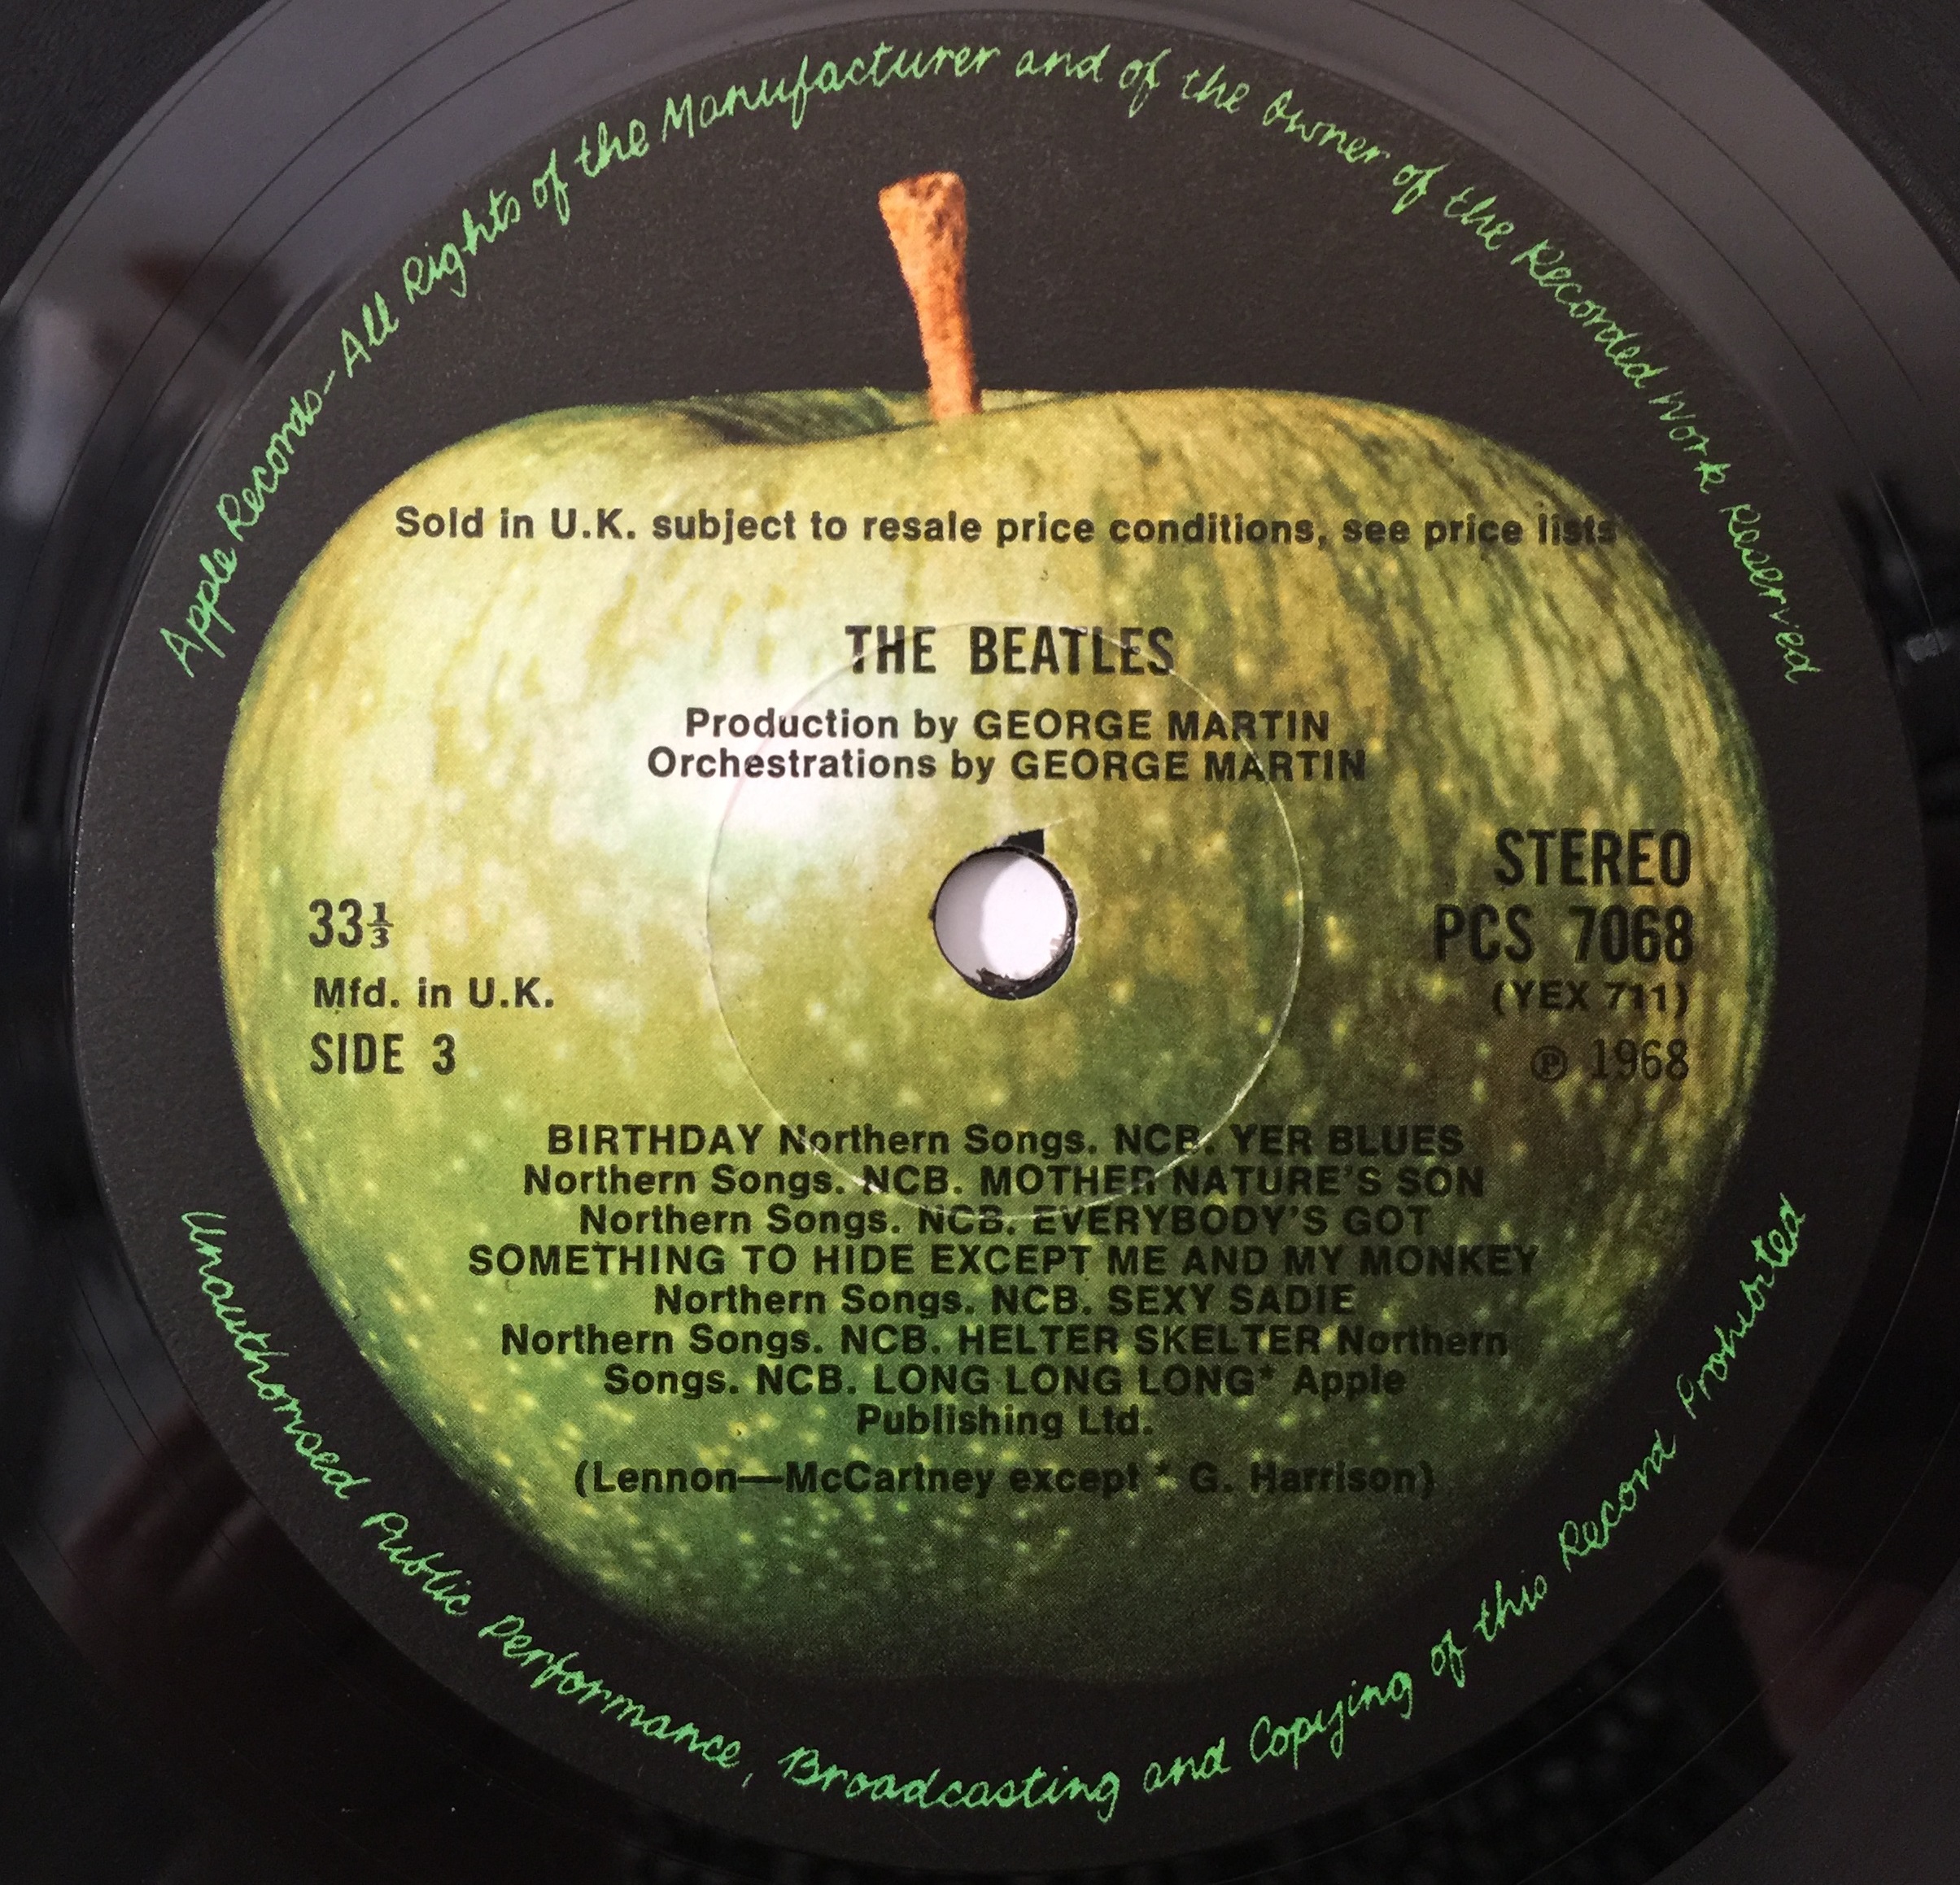 Apple Records—All Rights of the Manufacturer and of the Owner of the Recorded Work Reserved
Sold in U.K. subject to resale price conditions, see price lists
THE BEATLES
Production by GEORGE MARTIN
Orchestrations by GEORGE MARTIN
33⅓
Mfd. in U.K.
SIDE 3
STEREO
PCS 7068
(YEX 711)
℗ 1968
BIRTHDAY Northern Songs. NCB. YER BLUES
Northern Songs. NCB. MOTHER NATURE'S SON
Northern Songs. NCB. EVERYBODY'S GOT
SOMETHING TO HIDE EXCEPT ME AND MY MONKEY
Northern Songs. NCB. SEXY SADIE
Northern Songs. NCB. HELTER SKELTER Northern
Songs. NCB. LONG LONG LONG* Apple
Publishing Ltd.
(Lennon—McCartney except * G. Harrison)
Unauthorised Public Performance, Broadcasting and Copying of this Record Prohibited